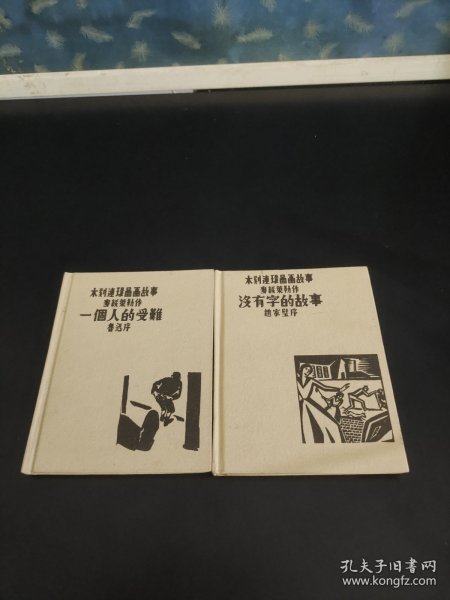 木刻連環圖画故事
麥綏萊勒作
一個人的受難
魯迅序
木刻連環圖画故事
麥綏萊勒作
沒有字的故事
趙家璧序
孔夫子旧书网
www.kongfz.com